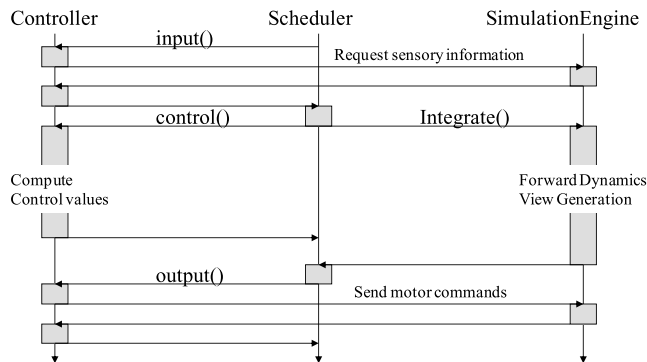 Controller Scheduler SimulationEngine
input()
Request sensory information
control() Integrate()
Compute
Control values
Forward Dynamics
View Generation
output()
Send motor commands